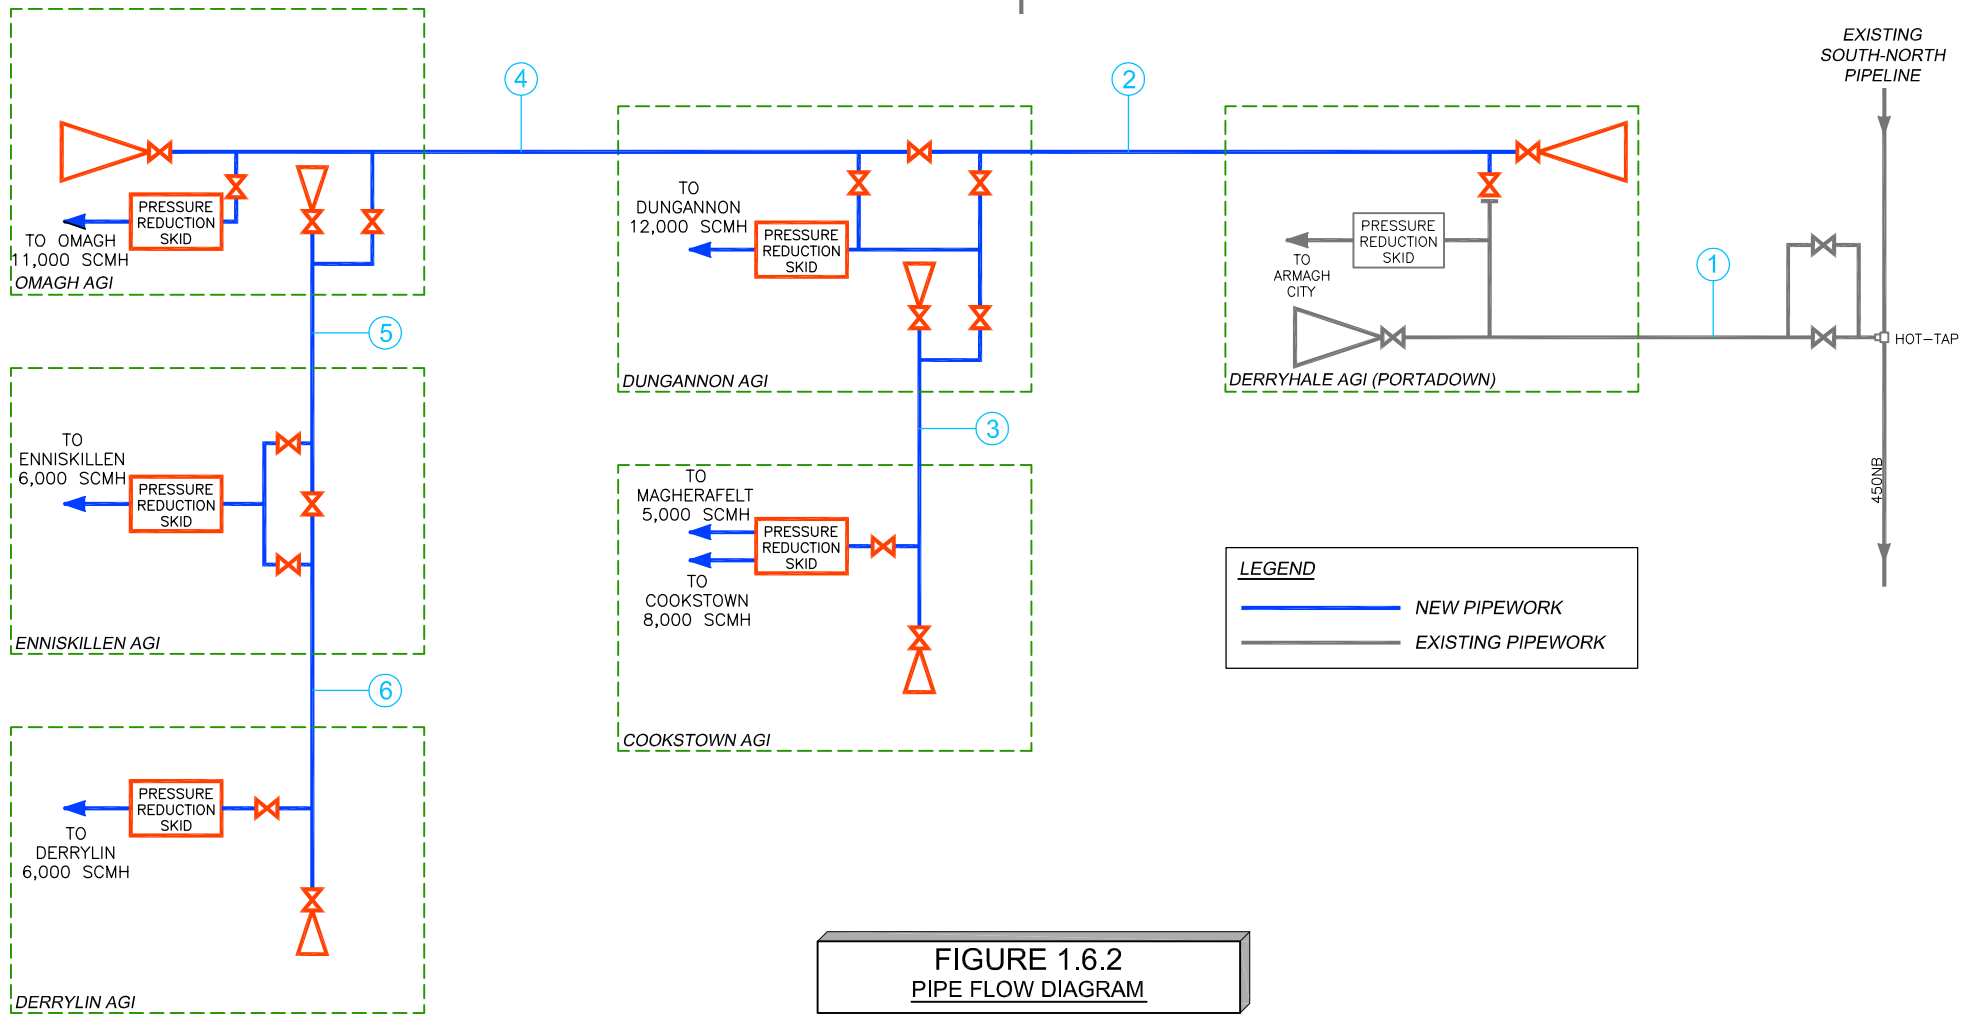 EXISTING
SOUTH-NORTH
PIPELINE
4
2
PRESSURE
REDUCTION
SKID
TO OMAGH
11,000 SCMH
OMAGH AGI
TO
DUNGANNON
12,000 SCMH
PRESSURE
REDUCTION
SKID
DUNGANNON AGI
PRESSURE
REDUCTION
SKID
TO
ARMAGH
CITY
DERRYHALE AGI (PORTADOWN)
1
HOT-TAP
450NB
5
TO
ENNISKILLEN
6,000 SCMH
PRESSURE
REDUCTION
SKID
ENNISKILLEN AGI
3
TO
MAGHERAFELT
5,000 SCMH
PRESSURE
REDUCTION
SKID
TO
COOKSTOWN
8,000 SCMH
COOKSTOWN AGI
LEGEND
NEW PIPEWORK
EXISTING PIPEWORK
6
PRESSURE
REDUCTION
SKID
TO
DERRYLIN
6,000 SCMH
DERRYLIN AGI
FIGURE 1.6.2
PIPE FLOW DIAGRAM